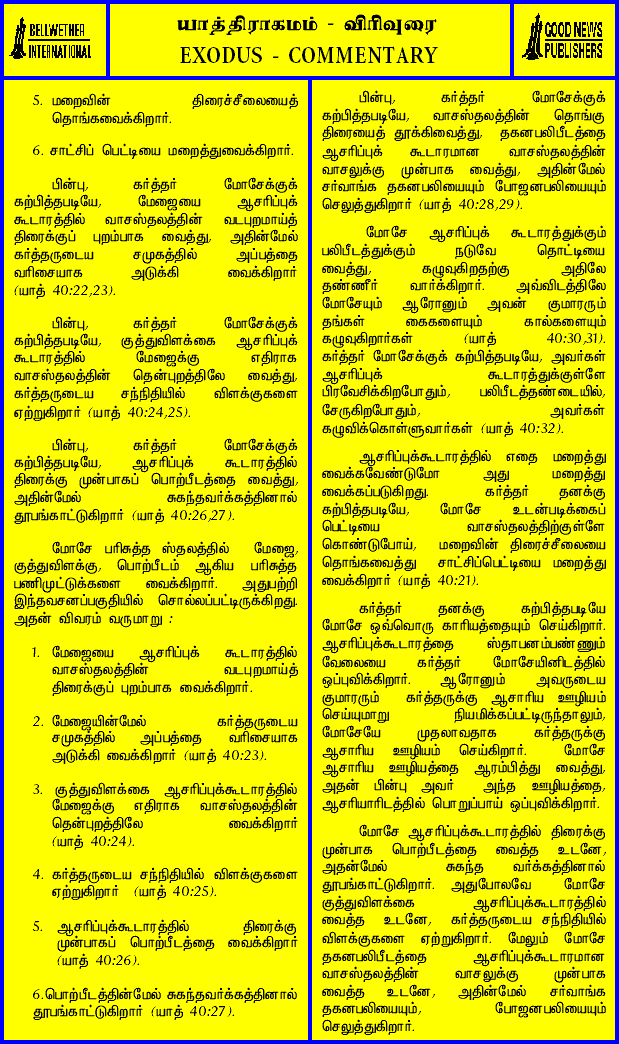 BELLWETHER
INTERNATIONAL
யாத்திராகமம் - விரிவுரை
EXODUS - COMMENTARY
GOOD NEWS
PUBLISHERS
5. மறைவின் திரைச்சீலையைத்
தொங்கவைக்கிறார்.
6. சாட்சிப் பெட்டியை மறைத்துவைக்கிறார்.
பின்பு, கர்த்தர் மோசேக்குக்
கற்பித்தபடியே, மேஜையை ஆசரிப்புக்
கூடாரத்தில் வாசஸ்தலத்தின் வடபுறமாய்த்
திரைக்குப் புறம்பாக வைத்து, அதின்மேல்
கர்த்தருடைய சமுகத்தில் அப்பத்தை
வரிசையாக அடுக்கி வைக்கிறார்
(யாத் 40:22,23).
பின்பு, கர்த்தர் மோசேக்குக்
கற்பித்தபடியே, குத்துவிளக்கை ஆசரிப்புக்
கூடாரத்தில் மேஜைக்கு எதிராக
வாசஸ்தலத்தின் தென்புறத்திலே வைத்து,
கர்த்தருடைய சந்நிதியில் விளக்குகளை
ஏற்றுகிறார் (யாத் 40:24,25).
பின்பு, கர்த்தர் மோசேக்குக்
கற்பித்தபடியே, ஆசரிப்புக் கூடாரத்தில்
திரைக்கு முன்பாகப் பொற்பீடத்தை வைத்து,
அதின்மேல் சுகந்தவர்க்கத்தினால்
தூபங்காட்டுகிறார் (யாத் 40:26,27).
மோசே பரிசுத்த ஸ்தலத்தில் மேஜை,
குத்துவிளக்கு, பொற்பீடம் ஆகிய பரிசுத்த
பணிமுட்டுக்களை வைக்கிறார். அதுபற்றி
இந்தவசனப்பகுதியில் சொல்லப்பட்டிருக்கிறது.
அதன் விவரம் வருமாறு :
1. மேஜையை ஆசரிப்புக் கூடாரத்தில்
வாசஸ்தலத்தின் வடபுறமாய்த்
திரைக்குப் புறம்பாக வைக்கிறார்.
2. மேஜையின்மேல் கர்த்தருடைய
சமுகத்தில் அப்பத்தை வரிசையாக
அடுக்கி வைக்கிறார் (யாத் 40:23).
3. குத்துவிளக்கை ஆசரிப்புக்கூடாரத்தில்
மேஜைக்கு எதிராக வாசஸ்தலத்தின்
தென்புறத்திலே வைக்கிறார்
(யாத் 40:24).
4. கர்த்தருடைய சந்நிதியில் விளக்குகளை
ஏற்றுகிறார் (யாத் 40:25).
5. ஆசரிப்புக்கூடாரத்தில் திரைக்கு
முன்பாகப் பொற்பீடத்தை வைக்கிறார்
(யாத் 40:26).
6.பொற்பீடத்தின்மேல் சுகந்தவர்க்கத்தினால்
தூபங்காட்டுகிறார் (யாத் 40:27).
பின்பு, கர்த்தர் மோசேக்குக்
கற்பித்தபடியே, வாசஸ்தலத்தின் தொங்கு
திரையைத் தூக்கிவைத்து, தகனபலிபீடத்தை
ஆசரிப்புக் கூடாரமான வாசஸ்தலத்தின்
வாசலுக்கு முன்பாக வைத்து, அதின்மேல்
சர்வாங்க தகனபலியையும் போஜனபலியையும்
செலுத்துகிறார் (யாத் 40:28,29).
மோசே ஆசரிப்புக் கூடாரத்துக்கும்
பலிபீடத்துக்கும் நடுவே தொட்டியை
வைத்து, கழுவுகிறதற்கு அதிலே
தண்ணீர் வார்க்கிறார். அவ்விடத்திலே
மோசேயும் ஆரோனும் அவன் குமாரரும்
தங்கள் கைகளையும் கால்களையும்
கழுவுகிறார்கள் (யாத் 40:30,31).
கர்த்தர் மோசேக்குக் கற்பித்தபடியே, அவர்கள்
ஆசரிப்புக் கூடாரத்துக்குள்ளே
பிரவேசிக்கிறபோதும், பலிபீடத்தண்டையில்,
சேருகிறபோதும், அவர்கள்
கழுவிக்கொள்ளுவார்கள் (யாத் 40:32).
ஆசரிப்புக்கூடாரத்தில் எதை மறைத்து
வைக்கவேண்டுமோ அது மறைத்து
வைக்கப்படுகிறது. கர்த்தர் தனக்கு
கற்பித்தபடியே, மோசே உடன்படிக்கைப்
பெட்டியை வாசஸ்தலத்திற்குள்ளே
கொண்டுபோய், மறைவின் திரைச்சீலையை
தொங்கவைத்து சாட்சிப்பெட்டியை மறைத்து
வைக்கிறார் (யாத் 40:21).
கர்த்தர் தனக்கு கற்பித்தபடியே
மோசே ஒவ்வொரு காரியத்தையும் செய்கிறார்.
ஆசரிப்புக்கூடாரத்தை ஸ்தாபனம்பண்ணும்
வேலையை கர்த்தர் மோசேயினிடத்தில்
ஒப்புவிக்கிறார். ஆரோனும் அவருடைய
குமாரரும் கர்த்தருக்கு ஆசாரிய ஊழியம்
செய்யுமாறு நியமிக்கப்பட்டிருந்தாலும்,
மோசேயே முதலாவதாக கர்த்தருக்கு
ஆசாரிய ஊழியம் செய்கிறார். மோசே
ஆசாரிய ஊழியத்தை ஆரம்பித்து வைத்து,
அதன் பின்பு அவர் அந்த ஊழியத்தை,
ஆசரியாரிடத்தில் பொறுப்பாய் ஒப்புவிக்கிறார்.
மோசே ஆசரிப்புக்கூடாரத்தில் திரைக்கு
முன்பாக பொற்பீடத்தை வைத்த உடனே,
அதன்மேல் சுகந்த வர்க்கத்தினால்
தூபங்காட்டுகிறார். அதுபோலவே மோசே
குத்துவிளக்கை ஆசரிப்புக்கூடாரத்தில்
வைத்த உடனே, கர்த்தருடைய சந்நிதியில்
விளக்குகளை ஏற்றுகிறார். மேலும் மோசே
தகனபலிபீடத்தை ஆசரிப்புக்கூடாரமான
வாசஸ்தலத்தின் வாசலுக்கு முன்பாக
வைத்த உடனே, அதின்மேல் சர்வாங்க
தகனபலியையும், போஜனபலியையும்
செலுத்துகிறார்.